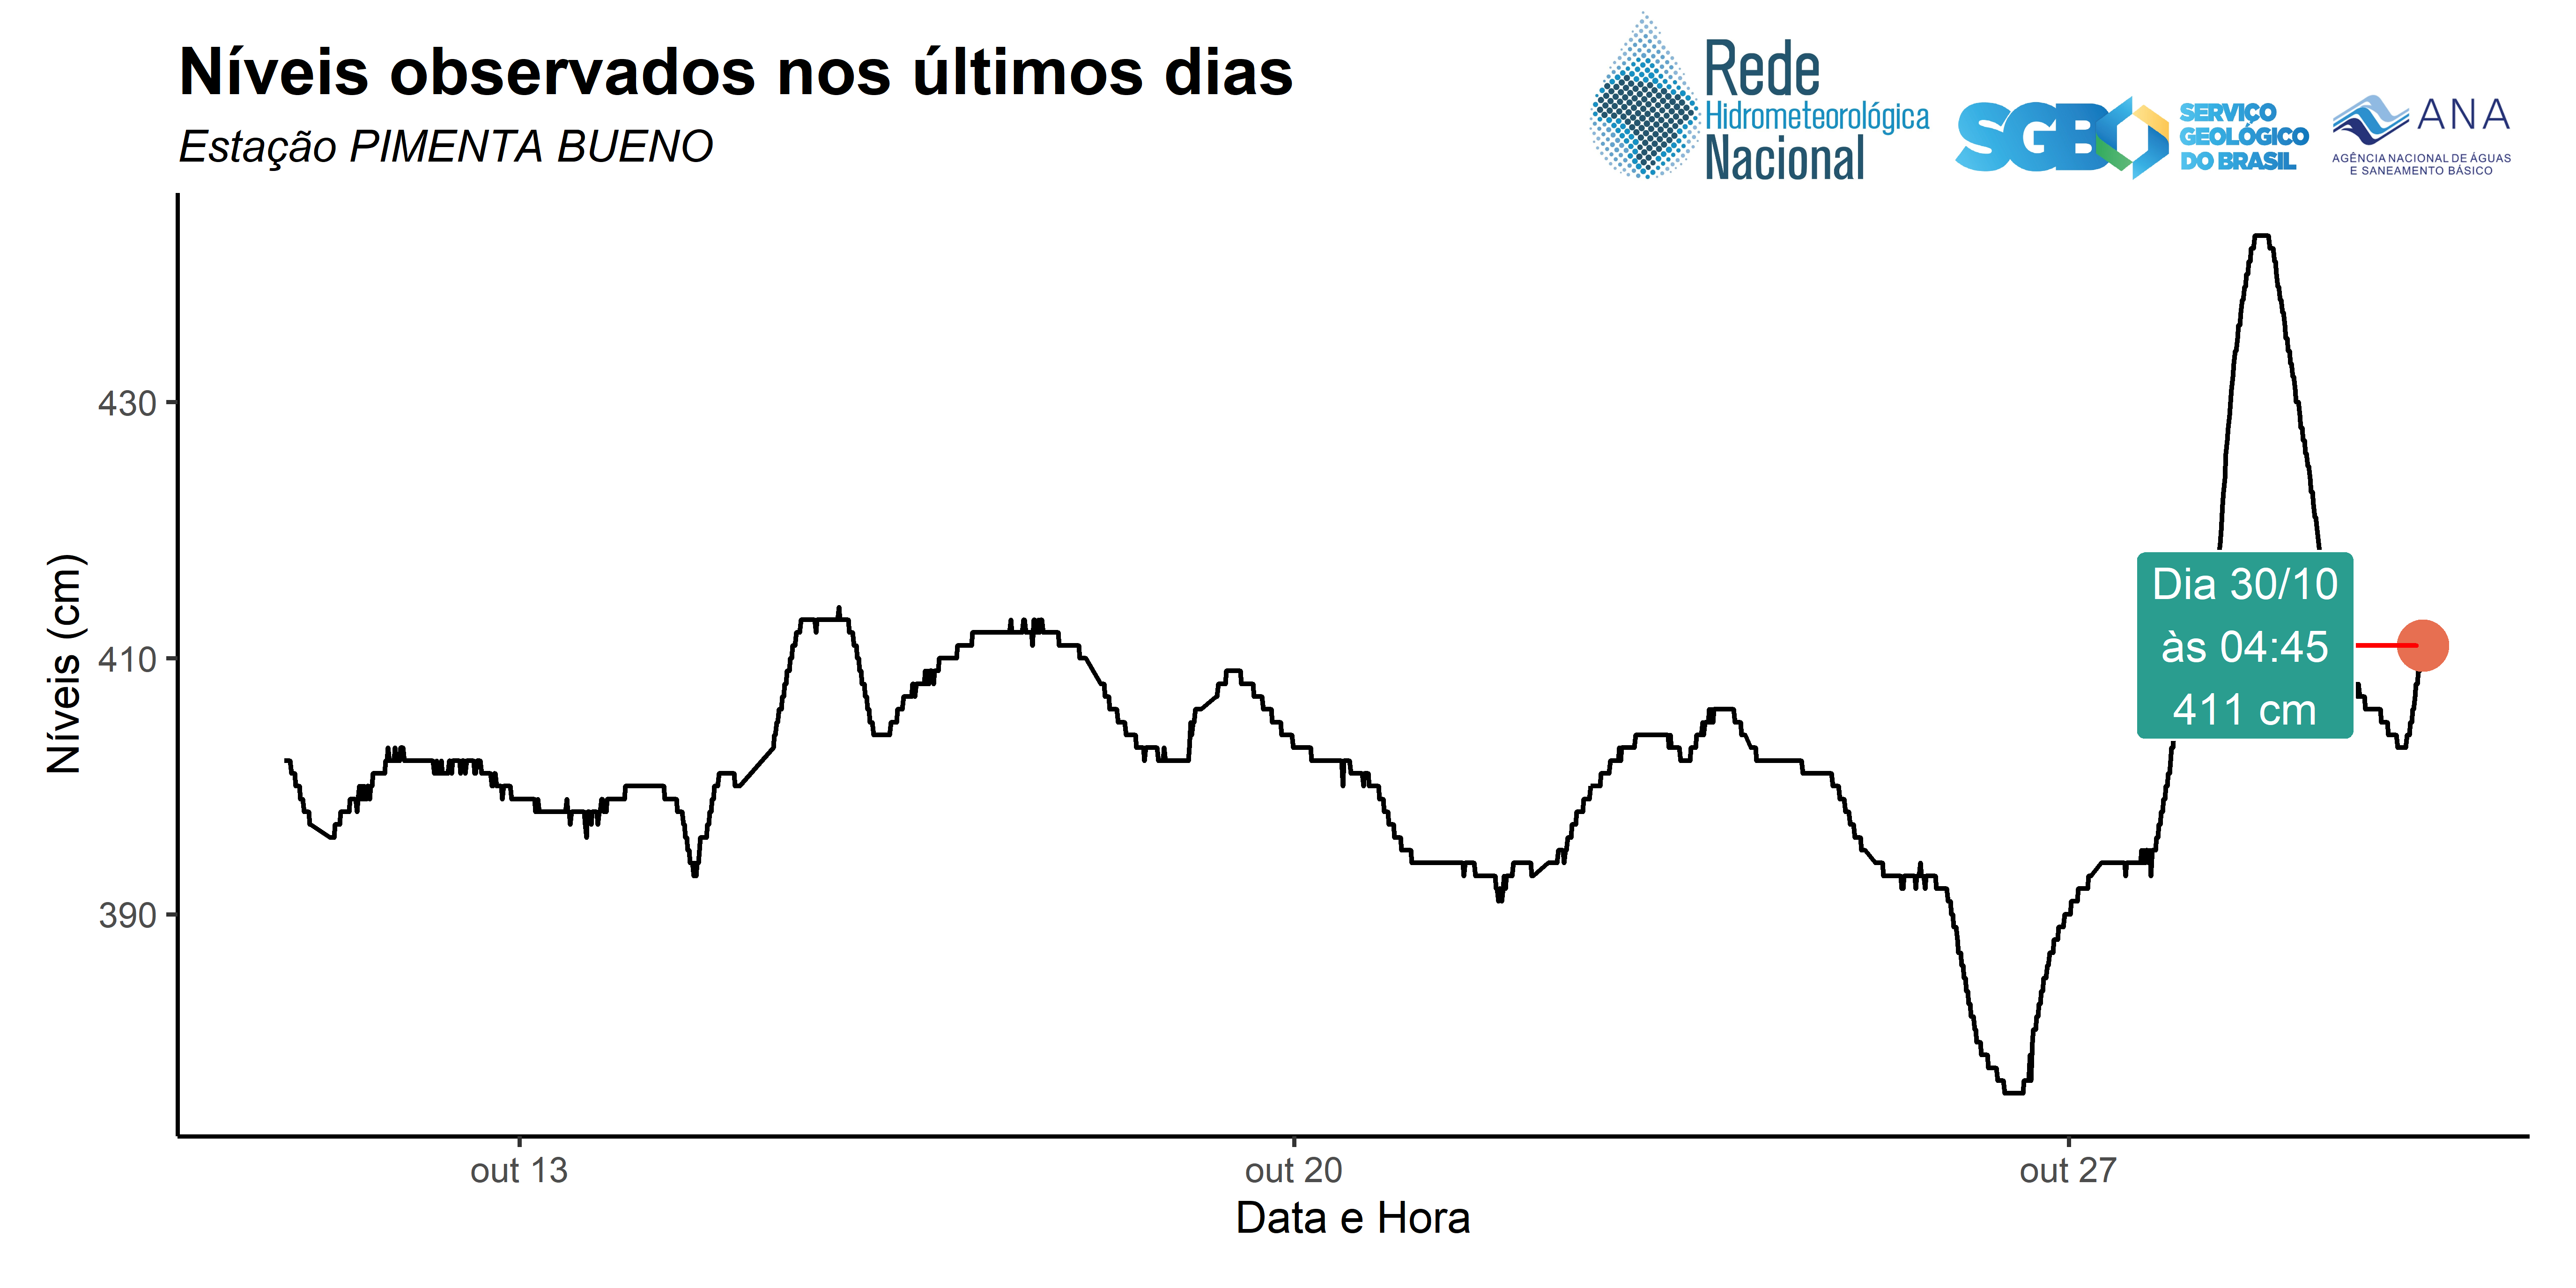 Níveis observados nos últimos dias
Estação PIMENTA BUENO
Rede
Hidrometeorológica
Nacional
SGB
SERVIÇO
GEOLÓGICO
DO BRASIL
ANA
AGÊNCIA NACIONAL DE ÁGUAS
E SANEAMENTO BÁSICO
Níveis (cm)
430
410
390
Dia 30/10
às 04:45
411 cm
out 13
out 20
out 27
Data e Hora